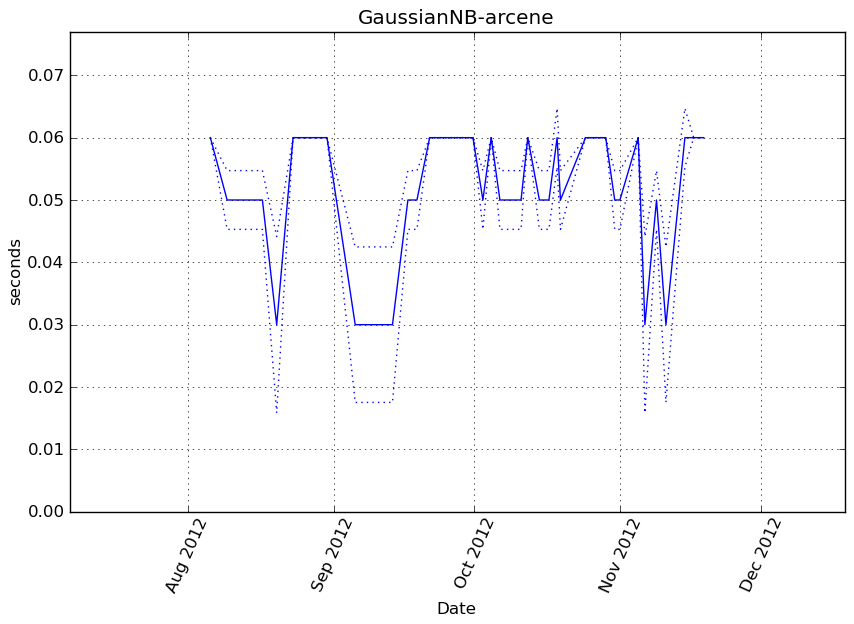 GaussianNB-arcene
0.07
0.06
0.05
0.04
0.03
0.02
0.01
0.00
seconds
Aug 2012
Sep 2012
Oct 2012
Nov 2012
Dec 2012
Date